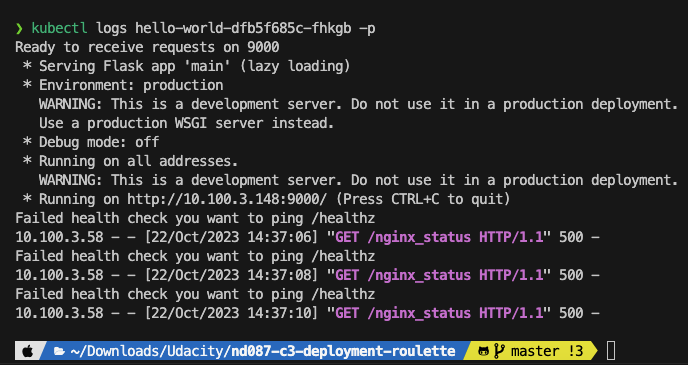 ❯ kubectl logs hello-world-dfb5f685c-fhkgb -p
Ready to receive requests on 9000
 * Serving Flask app 'main' (lazy loading)
 * Environment: production
   WARNING: This is a development server. Do not use it in a production deployment.
   Use a production WSGI server instead.
 * Debug mode: off
 * Running on all addresses.
   WARNING: This is a development server. Do not use it in a production deployment.
 * Running on http://10.100.3.148:9000/ (Press CTRL+C to quit)
Failed health check you want to ping /healthz
10.100.3.58 - - [22/Oct/2023 14:37:06] "GET /nginx_status HTTP/1.1" 500 -
Failed health check you want to ping /healthz
10.100.3.58 - - [22/Oct/2023 14:37:08] "GET /nginx_status HTTP/1.1" 500 -
Failed health check you want to ping /healthz
10.100.3.58 - - [22/Oct/2023 14:37:10] "GET /nginx_status HTTP/1.1" 500 -
~/Downloads/Udacity/nd087-c3-deployment-roulette master !3